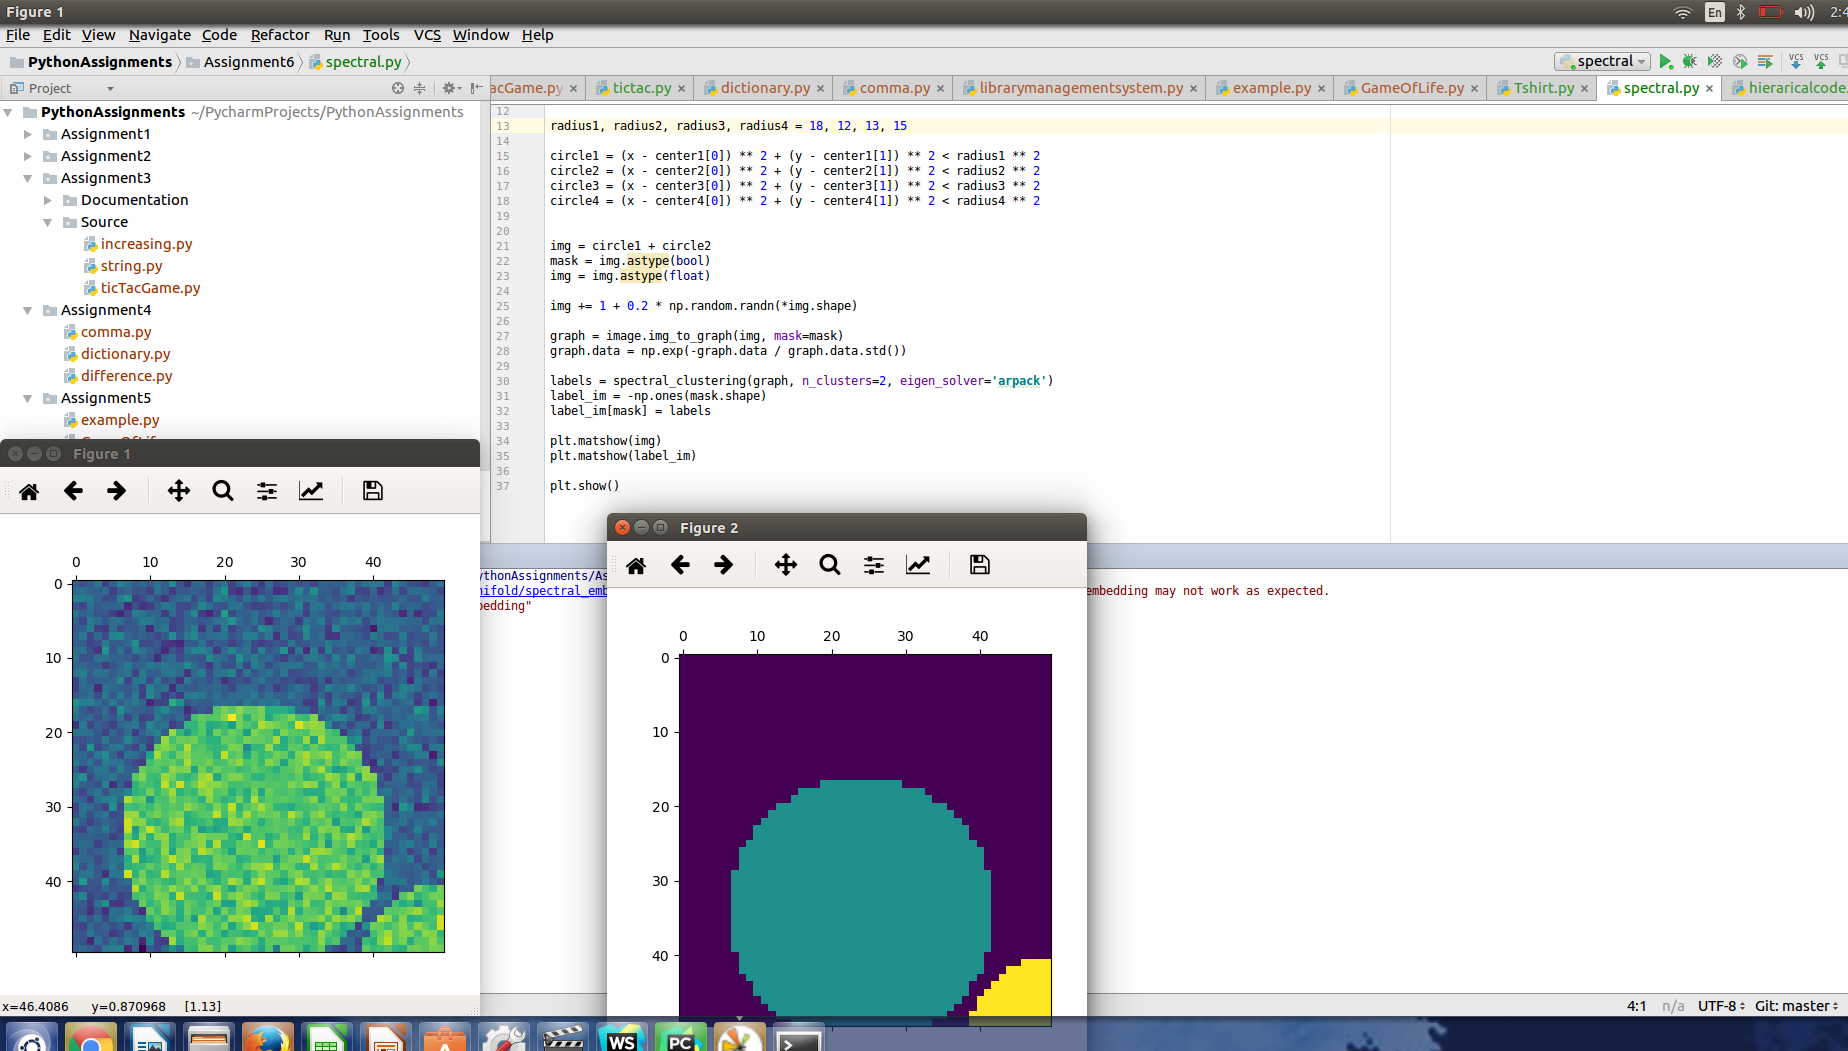 Figure 1
En
File Edit View Navigate Code Refactor Run Tools VCS Window Help
PythonAssignments Assignment6 spectral.py
spectral
VCS VCS
Project
acGame.py tictac.py dictionary.py comma.py librarymanagementsystem.py example.py GameOfLife.py Tshirt.py spectral.py hieraricalcode.
PythonAssignments ~/PycharmProjects/PythonAssignments
Assignment1
Assignment2
Assignment3
Documentation
Source
increasing.py
string.py
ticTacGame.py
Assignment4
comma.py
dictionary.py
difference.py
Assignment5
example.py
12
13 radius1, radius2, radius3, radius4 = 18, 12, 13, 15
14
15 circle1 = (x - center1[0]) ** 2 + (y - center1[1]) ** 2 < radius1 ** 2
16 circle2 = (x - center2[0]) ** 2 + (y - center2[1]) ** 2 < radius2 ** 2
17 circle3 = (x - center3[0]) ** 2 + (y - center3[1]) ** 2 < radius3 ** 2
18 circle4 = (x - center4[0]) ** 2 + (y - center4[1]) ** 2 < radius4 ** 2
19
20
21 img = circle1 + circle2
22 mask = img.astype(bool)
23 img = img.astype(float)
24
25 img += 1 + 0.2 * np.random.randn(*img.shape)
26
27 graph = image.img_to_graph(img, mask=mask)
28 graph.data = np.exp(-graph.data / graph.data.std())
29
30 labels = spectral_clustering(graph, n_clusters=2, eigen_solver='arpack')
31 label_im = -np.ones(mask.shape)
32 label_im[mask] = labels
33
34 plt.matshow(img)
35 plt.matshow(label_im)
36
37 plt.show()
Figure 1
0 10 20 30 40
0
10
20
30
40
x=46.4086 y=0.870968 [1.13]
ythonAssignments/As
nifold/spectral_emb
embedding may not work as expected.
bedding"
Figure 2
0 10 20 30 40
0
10
20
30
40
4:1 n/a UTF-8 Git: master
WS PC